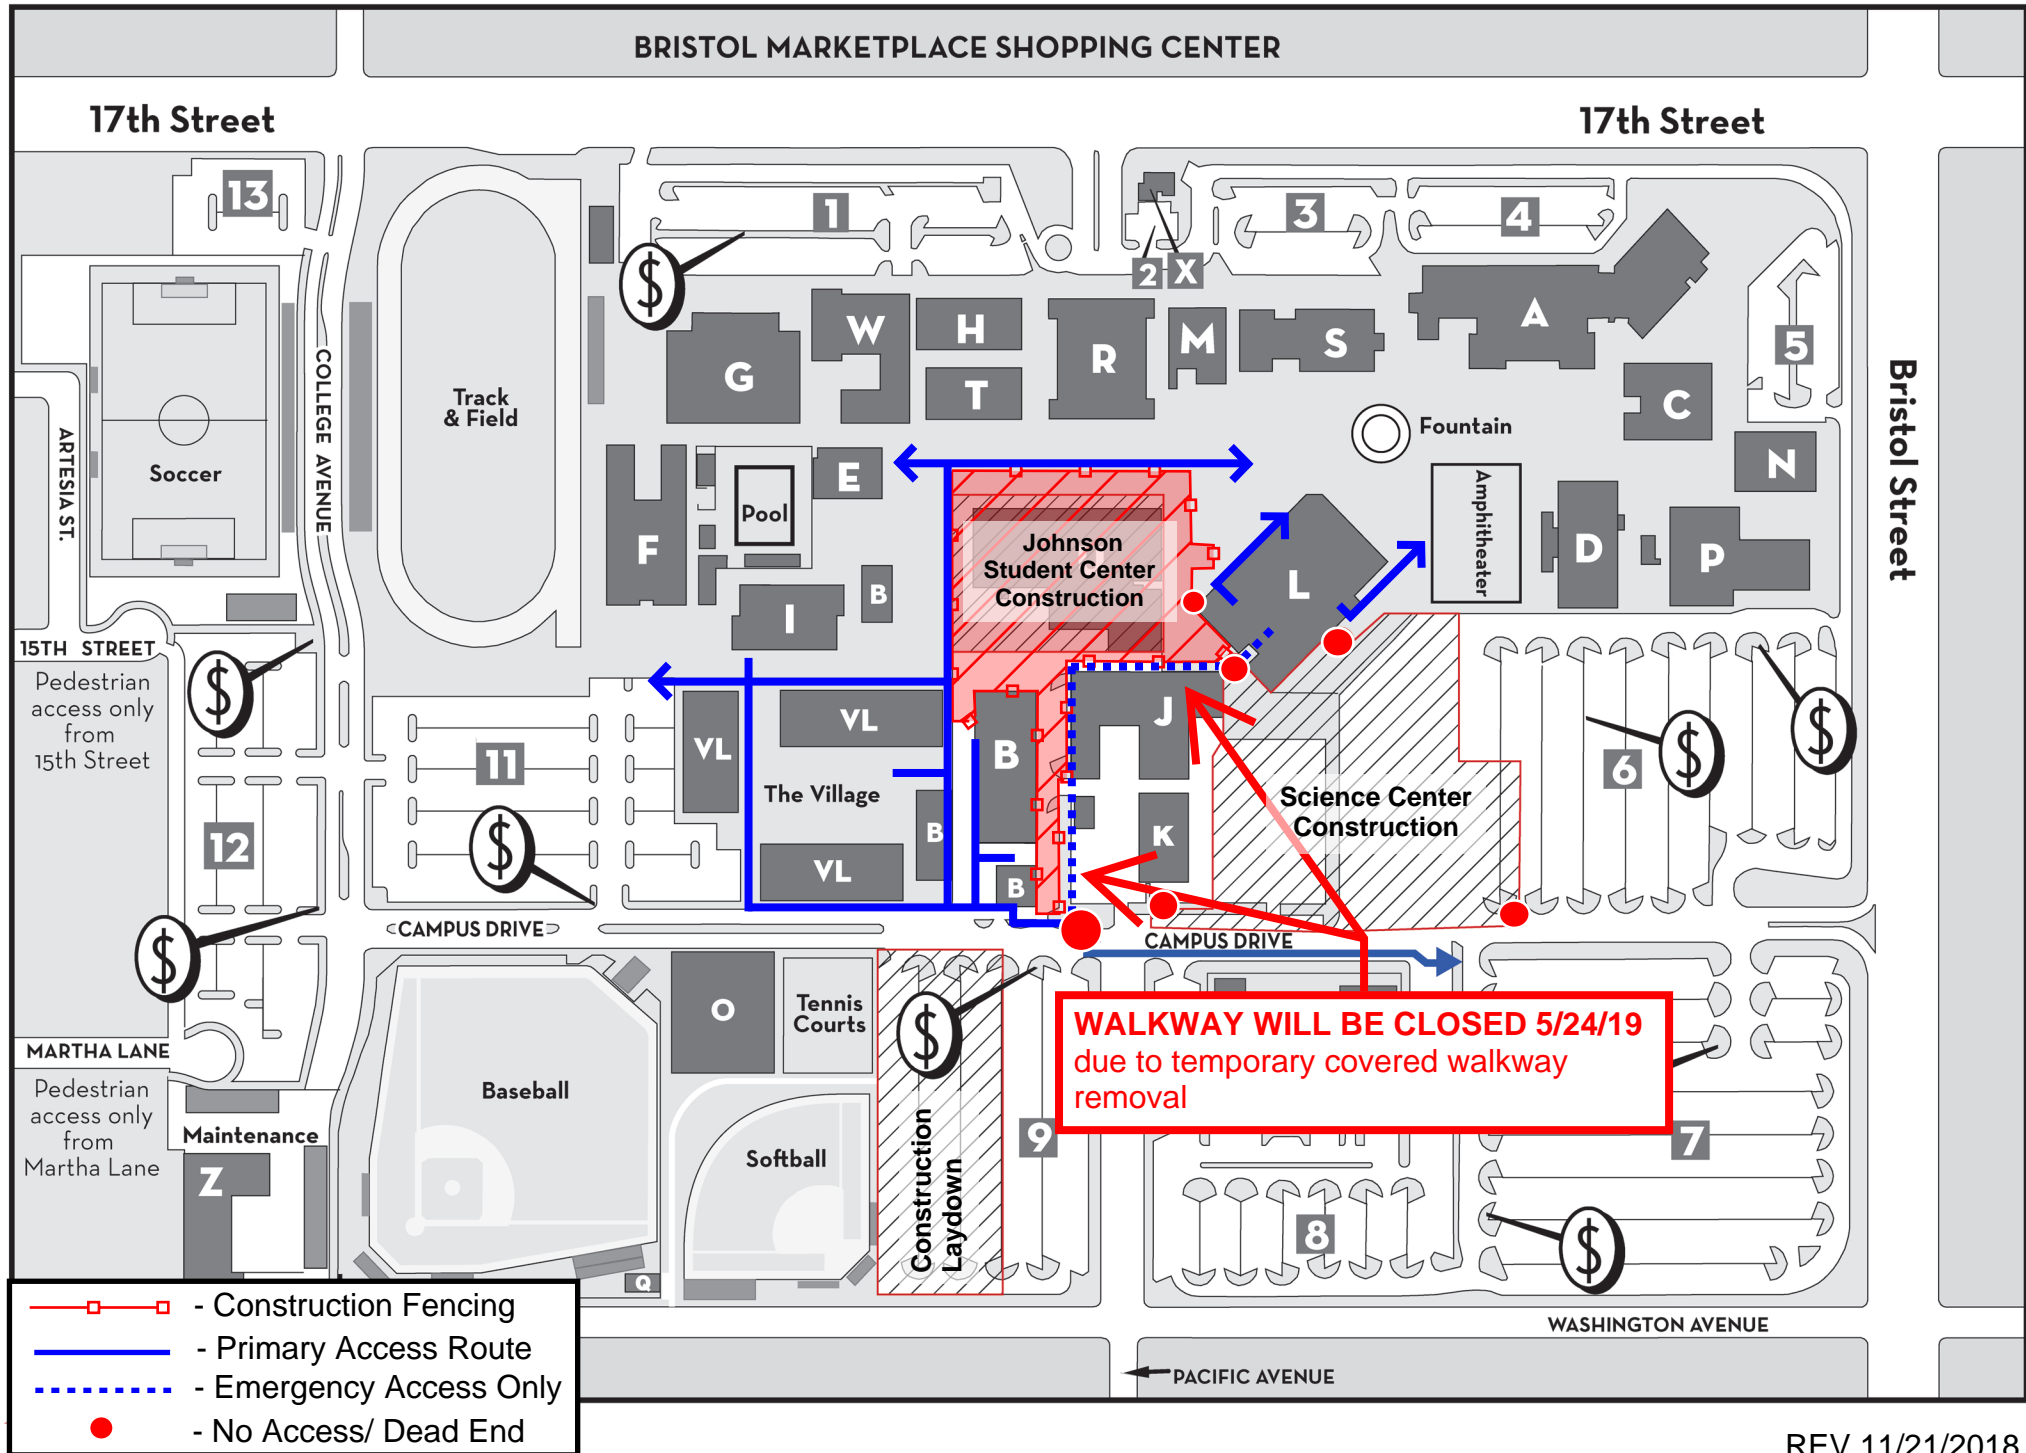 BRISTOL MARKETPLACE SHOPPING CENTER
17th Street
17th Street
13
1
3
4
2
X
5
COLLEGE AVENUE
Track
& Field
G
W
H
T
R
M
S
A
C
N
Bristol Street
ARTESIA ST.
Soccer
Fountain
Amphitheater
E
F
Pool
I
B
Johnson
Student Center
Construction
L
D
P
15TH STREET
Pedestrian
access only
from
15th Street
$
$
$
$
$
$
$
$
$
11
12
VL
VL
VL
The Village
B
B
B
J
K
6
Science Center
Construction
CAMPUS DRIVE
CAMPUS DRIVE
MARTHA LANE
Pedestrian
access only
from
Martha Lane
Maintenance
Z
Baseball
O
Tennis
Courts
Softball
Q
Construction
Laydown
9
WALKWAY WILL BE CLOSED 5/24/19
due to temporary covered walkway
removal
7
8
WASHINGTON AVENUE
PACIFIC AVENUE
- Construction Fencing
- Primary Access Route
- Emergency Access Only
- No Access/ Dead End
REV 11/21/2018